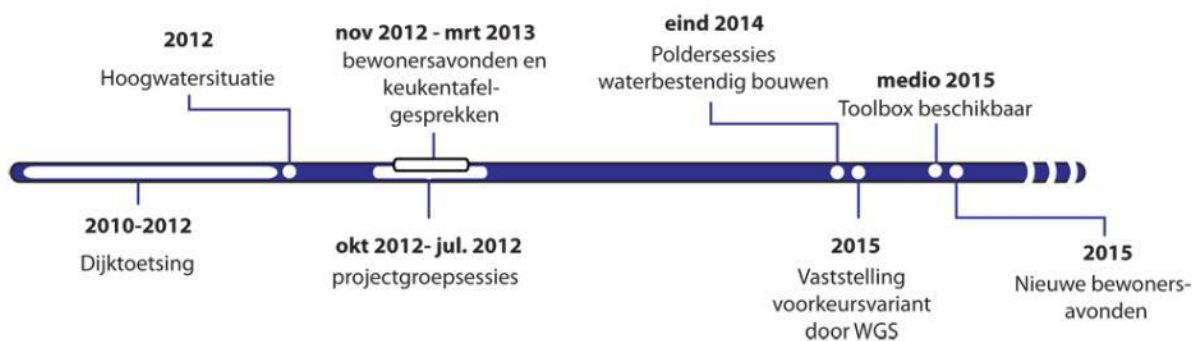 2012
Hoogwatersituatie
nov 2012 - mrt 2013
bewonersavonden en
keukentafel-
gesprekken
eind 2014
Poldersessies
waterbestendig bouwen
medio 2015
Toolbox beschikbaar
2010-2012
Dijktoetsing
okt 2012- jul. 2012
projectgroepsessies
2015
Vaststelling
voorkeursvariant
door WGS
2015
Nieuwe bewoners-
avonden